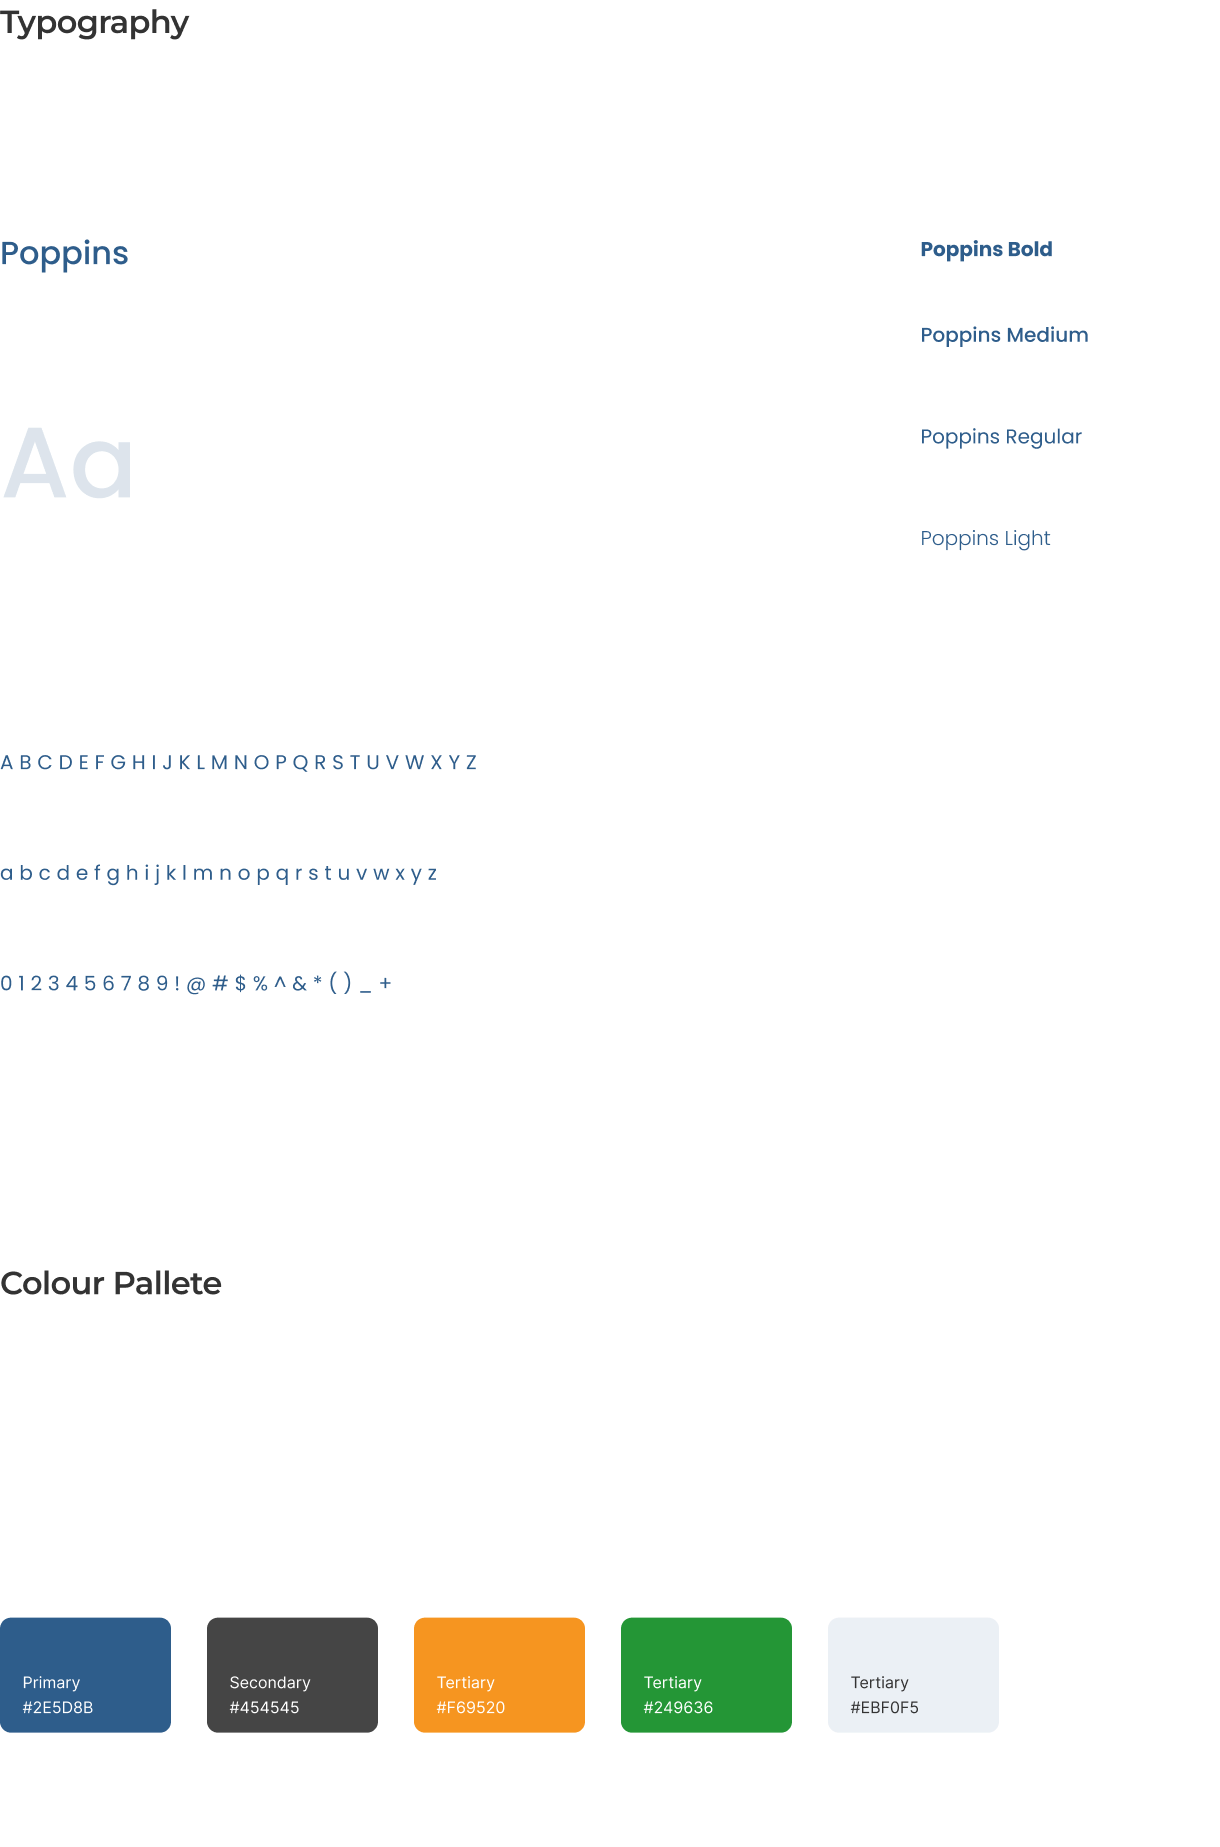 Typography
Poppins
Poppins Bold
Poppins Medium
Aa
Poppins Regular
Poppins Light
A B C D E F G H I J K L M N O P Q R S T U V W X Y Z
a b c d e f g h i j k l m n o p q r s t u v w x y z
0 1 2 3 4 5 6 7 8 9 ! @ # $ % ^ & * ( ) _ +
Colour Pallete
Primary
#2E5D8B
Secondary
#454545
Tertiary
#F69520
Tertiary
#249636
Tertiary
#EBF0F5